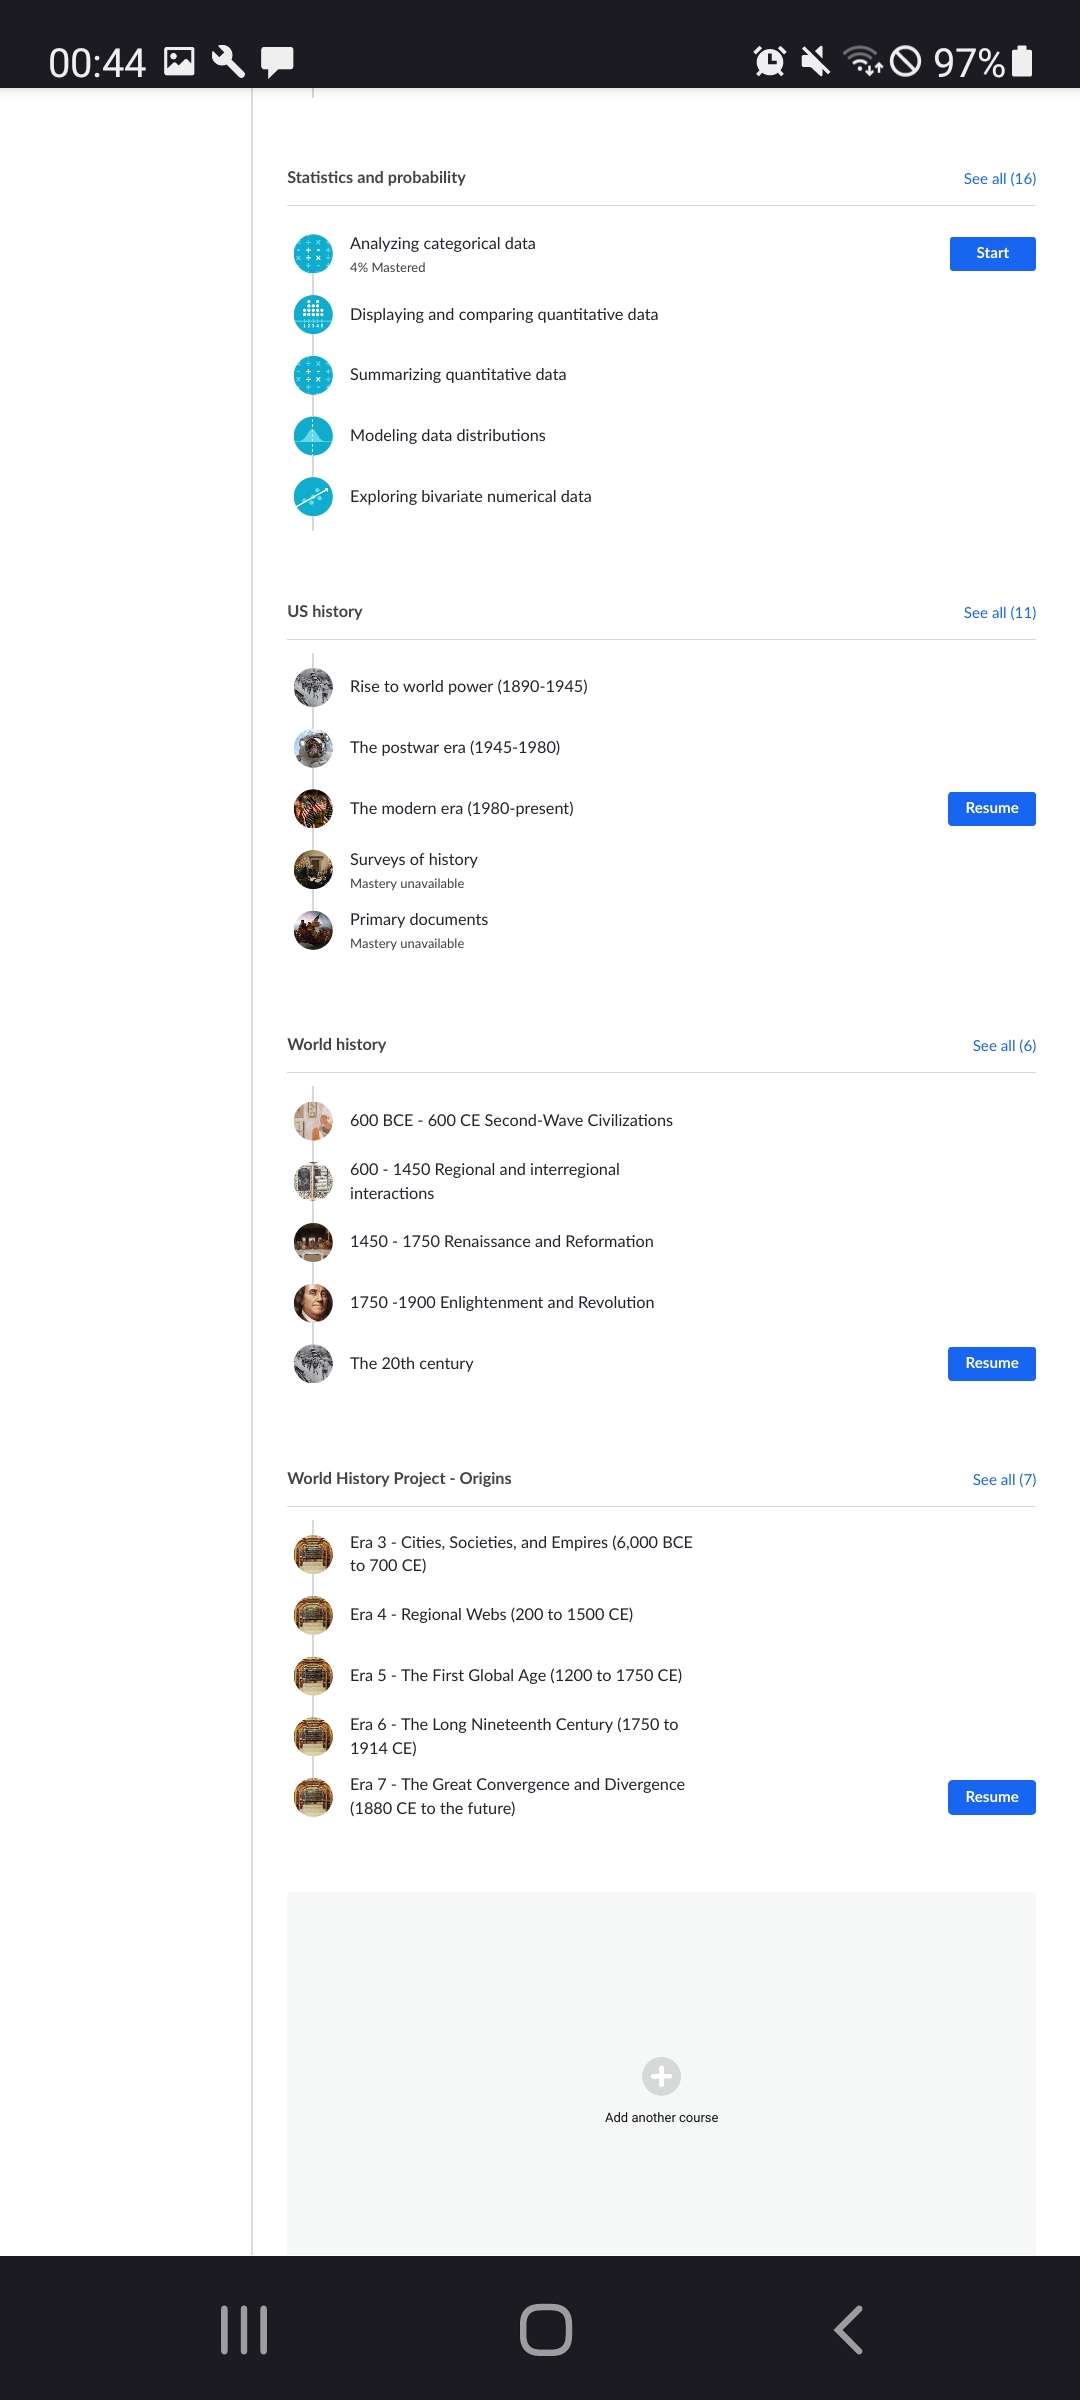 00:44
97%
Statistics and probability
See all (16)
Analyzing categorical data
4% Mastered
Start
Displaying and comparing quantitative data
Summarizing quantitative data
Modeling data distributions
Exploring bivariate numerical data
US history
See all (11)
Rise to world power (1890-1945)
The postwar era (1945-1980)
The modern era (1980-present)
Resume
Surveys of history
Mastery unavailable
Primary documents
Mastery unavailable
World history
See all (6)
600 BCE - 600 CE Second-Wave Civilizations
600 - 1450 Regional and interregional
interactions
1450 - 1750 Renaissance and Reformation
1750 -1900 Enlightenment and Revolution
The 20th century
Resume
World History Project - Origins
See all (7)
Era 3 - Cities, Societies, and Empires (6,000 BCE
to 700 CE)
Era 4 - Regional Webs (200 to 1500 CE)
Era 5 - The First Global Age (1200 to 1750 CE)
Era 6 - The Long Nineteenth Century (1750 to
1914 CE)
Era 7 - The Great Convergence and Divergence
(1880 CE to the future)
Resume
Add another course